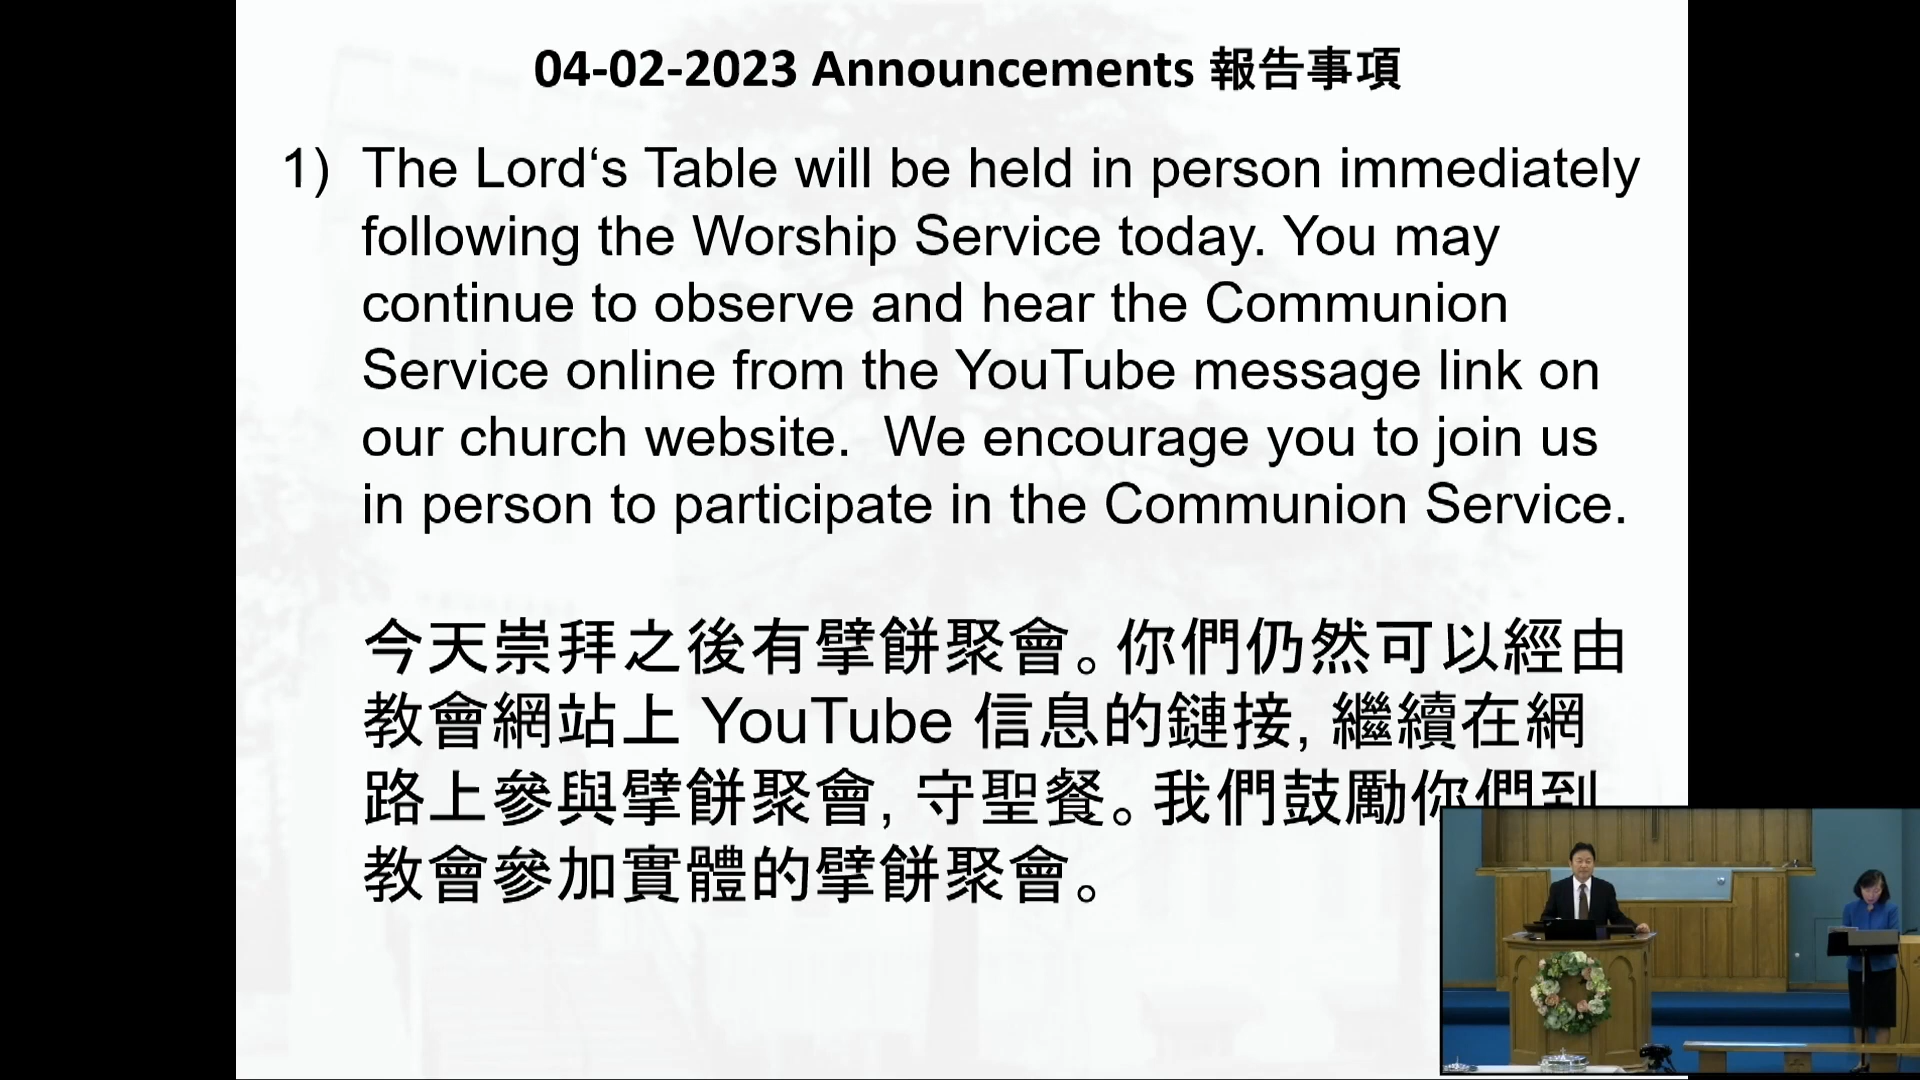 04-02-2023 Announcements 報告事項
1) The Lord‘s Table will be held in person immediately
following the Worship Service today. You may
continue to observe and hear the Communion
Service online from the YouTube message link on
our church website.  We encourage you to join us
in person to participate in the Communion Service.
今天崇拜之後有擘餅聚會。你們仍然可以經由
教會網站上 YouTube 信息的鏈接, 繼續在網
路上參與擘餅聚會, 守聖餐。我們鼓勵你們到
教會參加實體的擘餅聚會。